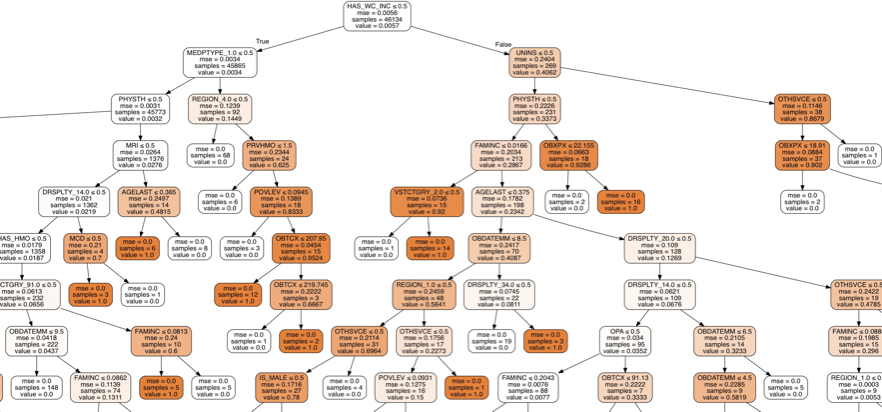 HAS_WC_INC ≤ 0.5
mse = 0.0056
samples = 46134
value = 0.0057
True
False
MEDPTYPE_1.0 ≤ 0.5
mse = 0.0034
samples = 45865
value = 0.0034
UNINS ≤ 0.5
mse = 0.2404
samples = 269
value = 0.4062
PHYSTH ≤ 0.5
mse = 0.0031
samples = 45773
value = 0.0032
REGION_4.0 ≤ 0.5
mse = 0.1239
samples = 92
value = 0.1449
PHYSTH ≤ 0.5
mse = 0.2226
samples = 231
value = 0.3373
OTHSVCE ≤ 0.5
mse = 0.1146
samples = 38
value = 0.8679
MRI ≤ 0.5
mse = 0.0264
samples = 1376
value = 0.0276
mse = 0.0
samples = 68
value = 0.0
PRVHMO ≤ 1.5
mse = 0.2344
samples = 24
value = 0.625
FAMINC ≤ 0.0166
mse = 0.2034
samples = 213
value = 0.2867
OBXPX ≤ 22.155
mse = 0.0663
samples = 18
value = 0.9286
OBXPX ≤ 18.91
mse = 0.0884
samples = 37
value = 0.902
mse = 0.0
samples = 1
value = 0.0
DRSPLTY_14.0 ≤ 0.5
mse = 0.021
samples = 1362
value = 0.0219
AGELAST ≤ 0.365
mse = 0.2497
samples = 14
value = 0.4815
mse = 0.0
samples = 6
value = 0.0
POVLEV ≤ 0.0945
mse = 0.1389
samples = 18
value = 0.8333
VSTCTGRY_2.0 ≤ 0.5
mse = 0.0736
samples = 15
value = 0.92
AGELAST ≤ 0.375
mse = 0.1782
samples = 198
value = 0.2342
mse = 0.0
samples = 2
value = 0.0
mse = 0.0
samples = 16
value = 1.0
mse = 0.0
samples = 2
value = 0.0
HAS_HMO ≤ 0.5
mse = 0.0179
samples = 1358
value = 0.0187
MCD ≤ 0.5
mse = 0.21
samples = 4
value = 0.7
mse = 0.0
samples = 6
value = 1.0
mse = 0.0
samples = 8
value = 0.0
mse = 0.0
samples = 3
value = 0.0
OBTCX ≤ 207.95
mse = 0.0454
samples = 15
value = 0.9524
mse = 0.0
samples = 1
value = 0.0
mse = 0.0
samples = 14
value = 1.0
OBDATEMM ≤ 8.5
mse = 0.2417
samples = 70
value = 0.4087
DRSPLTY_20.0 ≤ 0.5
mse = 0.109
samples = 128
value = 0.1269
CTGRY_91.0 ≤ 0.5
mse = 0.0613
samples = 232
value = 0.0656
mse = 0.0
samples = 3
value = 1.0
mse = 0.0
samples = 1
value = 0.0
mse = 0.0
samples = 12
value = 1.0
OBTCX ≤ 219.745
mse = 0.2222
samples = 3
value = 0.6667
REGION_1.0 ≤ 0.5
mse = 0.2459
samples = 48
value = 0.5641
DRSPLTY_34.0 ≤ 0.5
mse = 0.0745
samples = 22
value = 0.0811
DRSPLTY_14.0 ≤ 0.5
mse = 0.0621
samples = 109
value = 0.0676
OTHSVCE ≤ 0.5
mse = 0.2422
samples = 19
value = 0.4785
OBDATEMM ≤ 9.5
mse = 0.0418
samples = 222
value = 0.0437
FAMINC ≤ 0.0813
mse = 0.24
samples = 10
value = 0.6
mse = 0.0
samples = 1
value = 0.0
mse = 0.0
samples = 2
value = 1.0
OTHSVCE ≤ 0.5
mse = 0.2114
samples = 31
value = 0.6964
OTHSVCE ≤ 0.5
mse = 0.1756
samples = 17
value = 0.2273
mse = 0.0
samples = 19
value = 0.0
mse = 0.0
samples = 3
value = 1.0
OPA ≤ 0.5
mse = 0.034
samples = 95
value = 0.0352
OBDATEMM ≤ 6.5
mse = 0.2105
samples = 14
value = 0.3233
FAMINC ≤ 0.088
mse = 0.1985
samples = 15
value = 0.296
mse = 0.0
samples = 148
value = 0.0
FAMINC ≤ 0.0862
mse = 0.1139
samples = 74
value = 0.1311
mse = 0.0
samples = 5
value = 1.0
mse = 0.0
samples = 5
value = 0.0
IS_MALE ≤ 0.5
mse = 0.1716
samples = 27
value = 0.78
mse = 0.0
samples = 4
value = 0.0
POVLEV ≤ 0.0931
mse = 0.1275
samples = 16
value = 0.15
mse = 0.0
samples = 1
value = 1.0
FAMINC ≤ 0.2043
mse = 0.0076
samples = 88
value = 0.0077
OBTCX ≤ 91.13
mse = 0.2222
samples = 7
value = 0.3333
OBDATEMM ≤ 4.5
mse = 0.2285
samples = 9
value = 0.5819
mse = 0.0
samples = 5
value = 0.0
REGION_1.0 ≤ 0.
mse = 0.0003
samples = 9
value = 0.0053